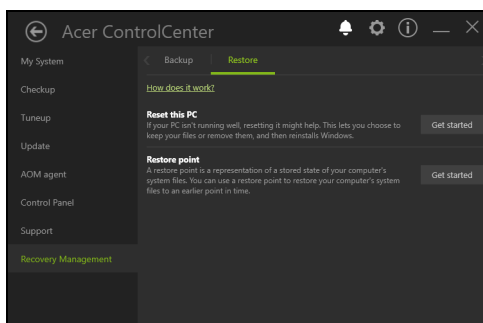 Acer ControlCenter
My System
Checkup
Tuneup
Update
AOM agent
Control Panel
Support
Recovery Management
Backup
Restore
How does it work?
Reset this PC
If your PC isn't running well, resetting it might help. This lets you choose to
keep your files or remove them, and then reinstalls Windows.
Get started
Restore point
A restore point is a representation of a stored state of your computer's
system files. You can use a restore point to restore your computer's system
files to an earlier point in time.
Get started